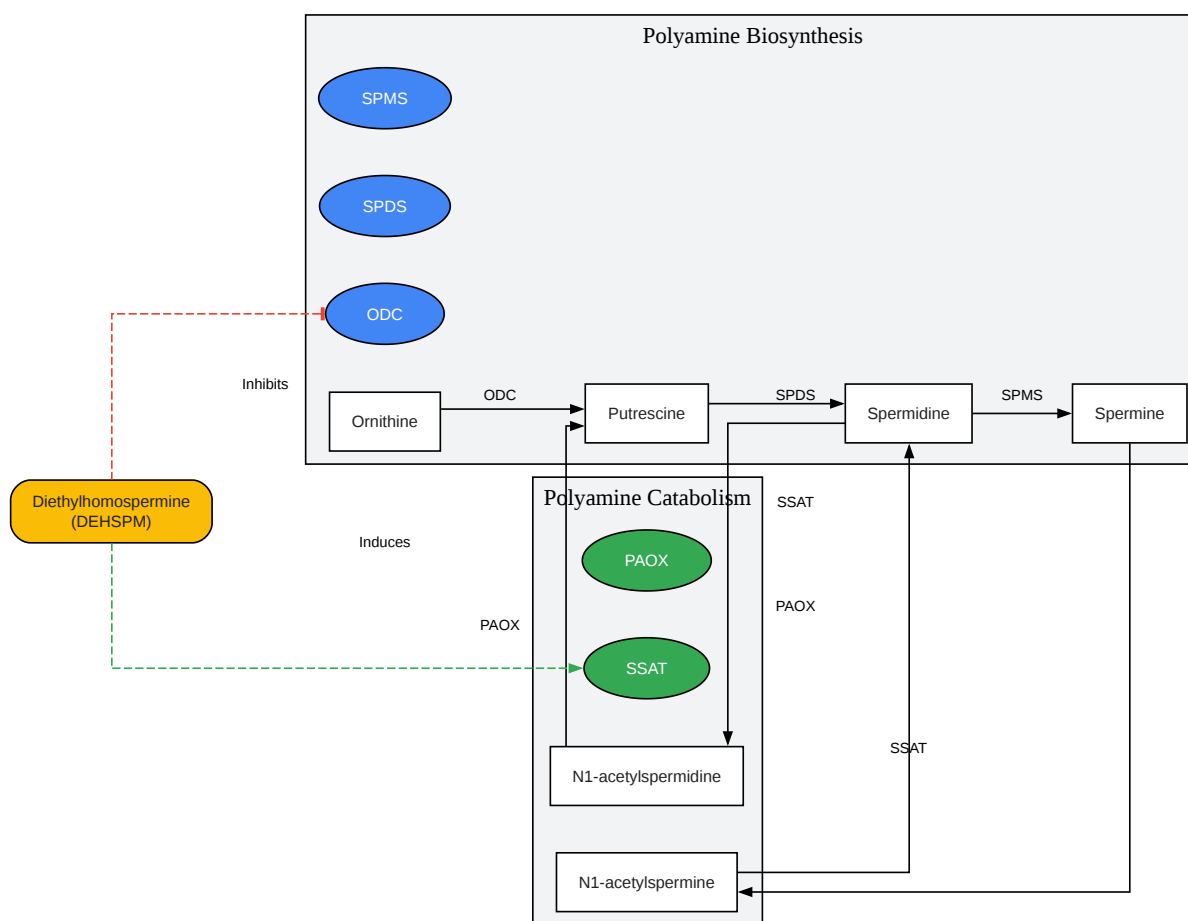 Polyamine Biosynthesis
SPMS
SPDS
ODC
Inhibits
ODC
SPDS
SPMS
Ornithine
Putrescine
Spermidine
Spermine
Diethylhomospermine
(DEHSPM)
Polyamine Catabolism
SSAT
Induces
PAOX
PAOX
PAOX
SSAT
SSAT
N1-acetylspermidine
N1-acetylspermine